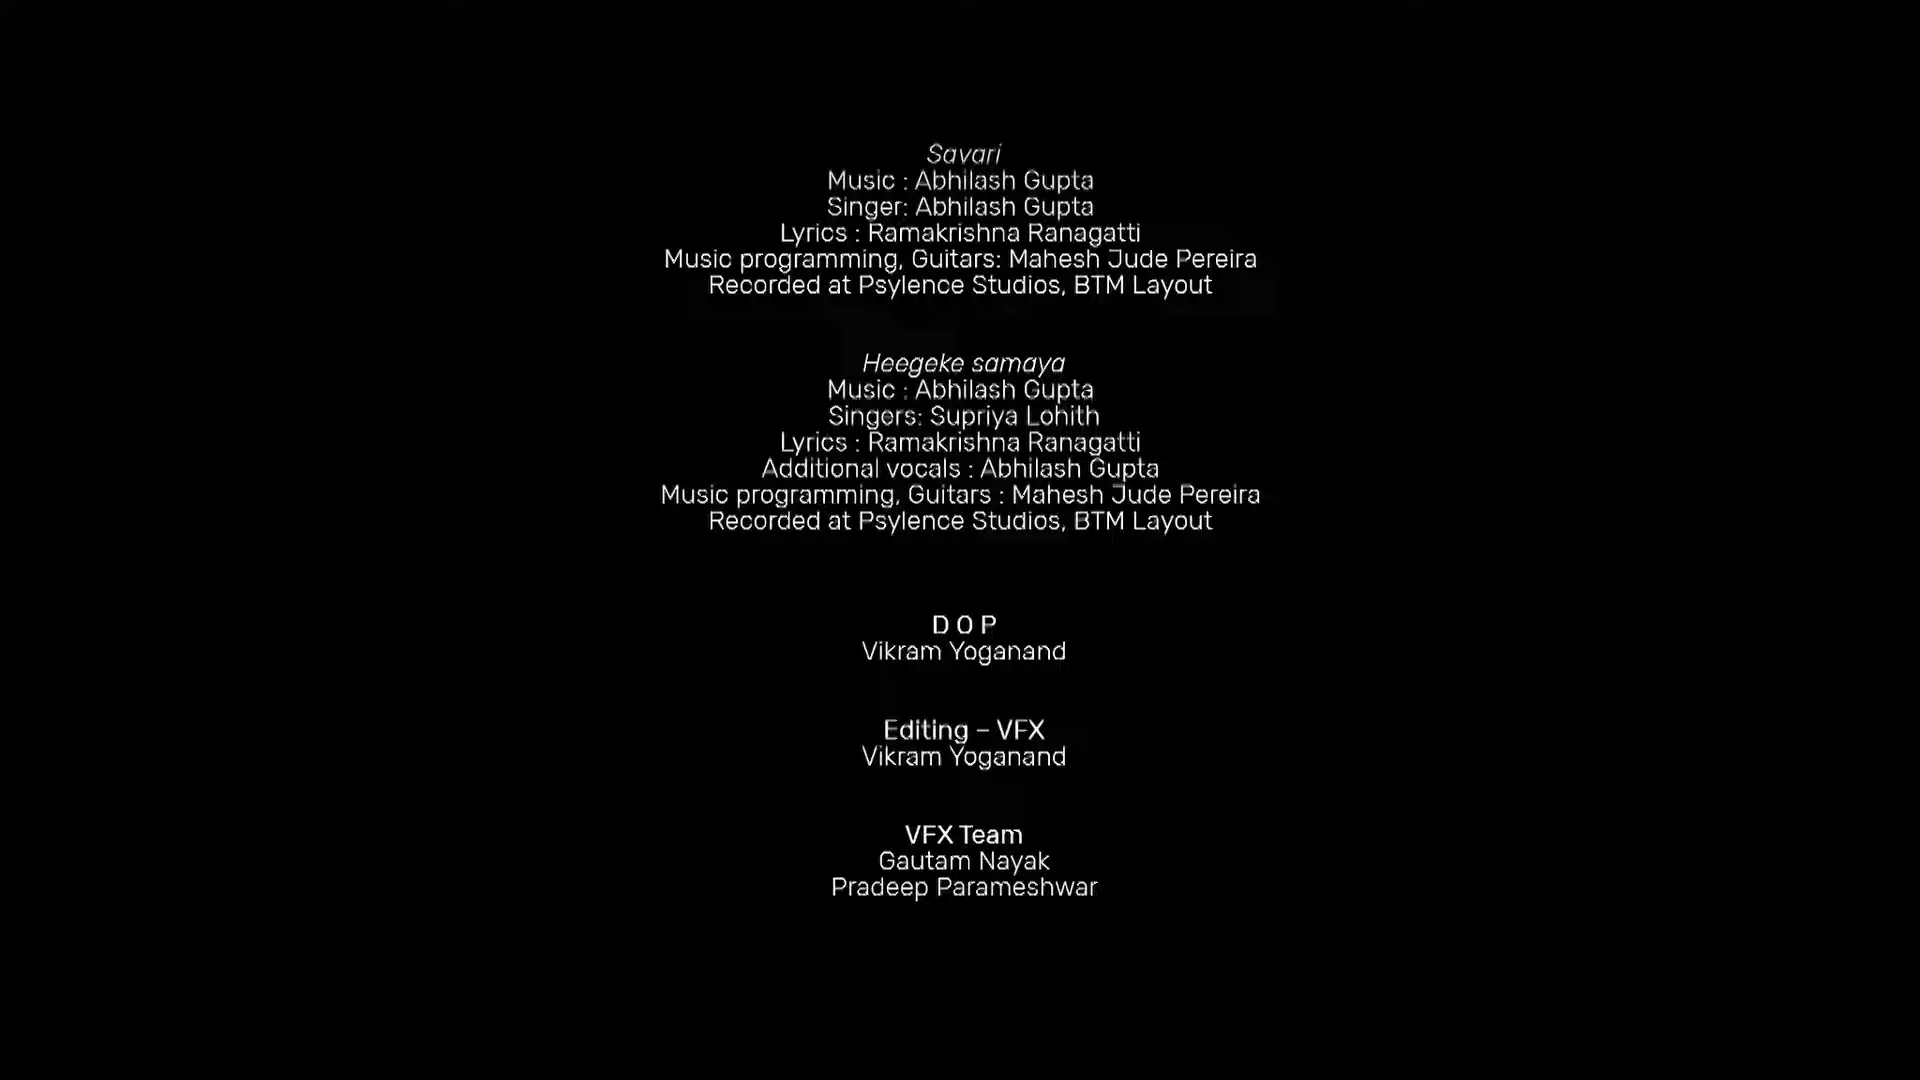 Savari
Music : Abhilash Gupta
Singer: Abhilash Gupta
Lyrics : Ramakrishna Ranagatti
Music programming, Guitars: Mahesh Jude Pereira
Recorded at Psylence Studios, BTM Layout
Heegeke samaya
Music : Abhilash Gupta
Singers: Supriya Lohith
Lyrics : Ramakrishna Ranagatti
Additional vocals : Abhilash Gupta
Music programming, Guitars : Mahesh Jude Pereira
Recorded at Psylence Studios, BTM Layout
D O P
Vikram Yoganand
Editing – VFX
Vikram Yoganand
VFX Team
Gautam Nayak
Pradeep Parameshwar